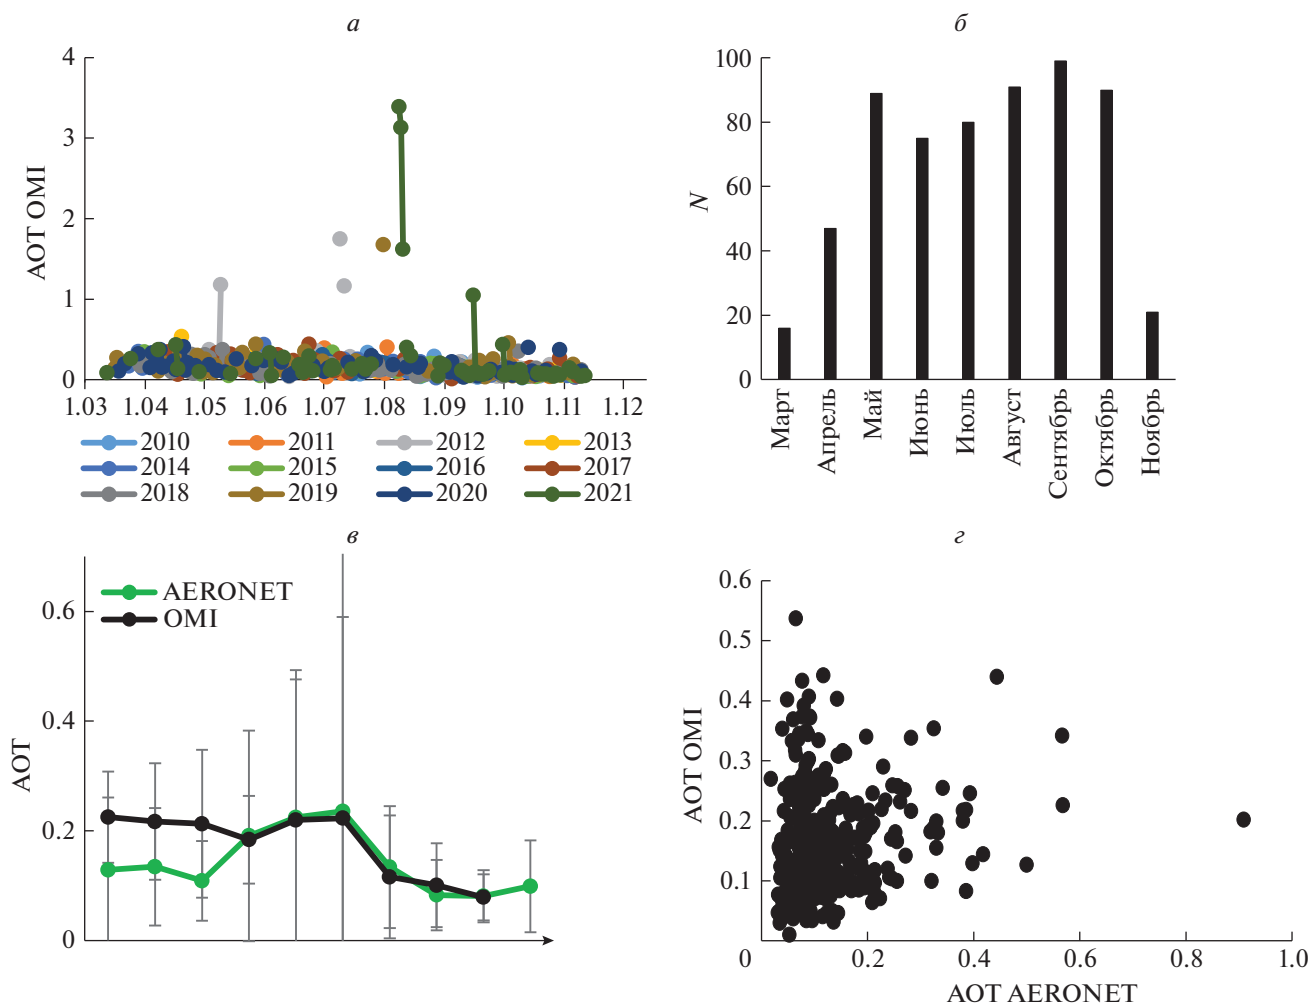 а
AOT OMI
4
3
2
1
0
1.03 1.04 1.05 1.06 1.07 1.08 1.09 1.10 1.11 1.12
2010 2011 2012 2013
2014 2015 2016 2017
2018 2019 2020 2021
б
N
100
80
60
40
20
0
Март
Апрель
Май
Июнь
Июль
Август
Сентябрь
Октябрь
Ноябрь
в
AERONET
OMI
AOT
0.6
0.4
0.2
0
г
AOT OMI
0.6
0.5
0.4
0.3
0.2
0.1
0 0.2 0.4 0.6 0.8 1.0
AOT AERONET